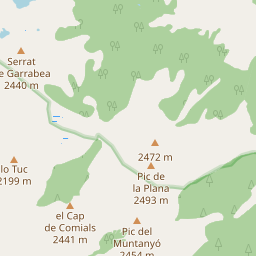 Serrat
de Garrabea
2440 m
2472 m
Pic de
la Plana
2493 m
lo Tuc
2199 m
el Cap
de Comials
2441 m
Pic del
Muntanyó
2454 m